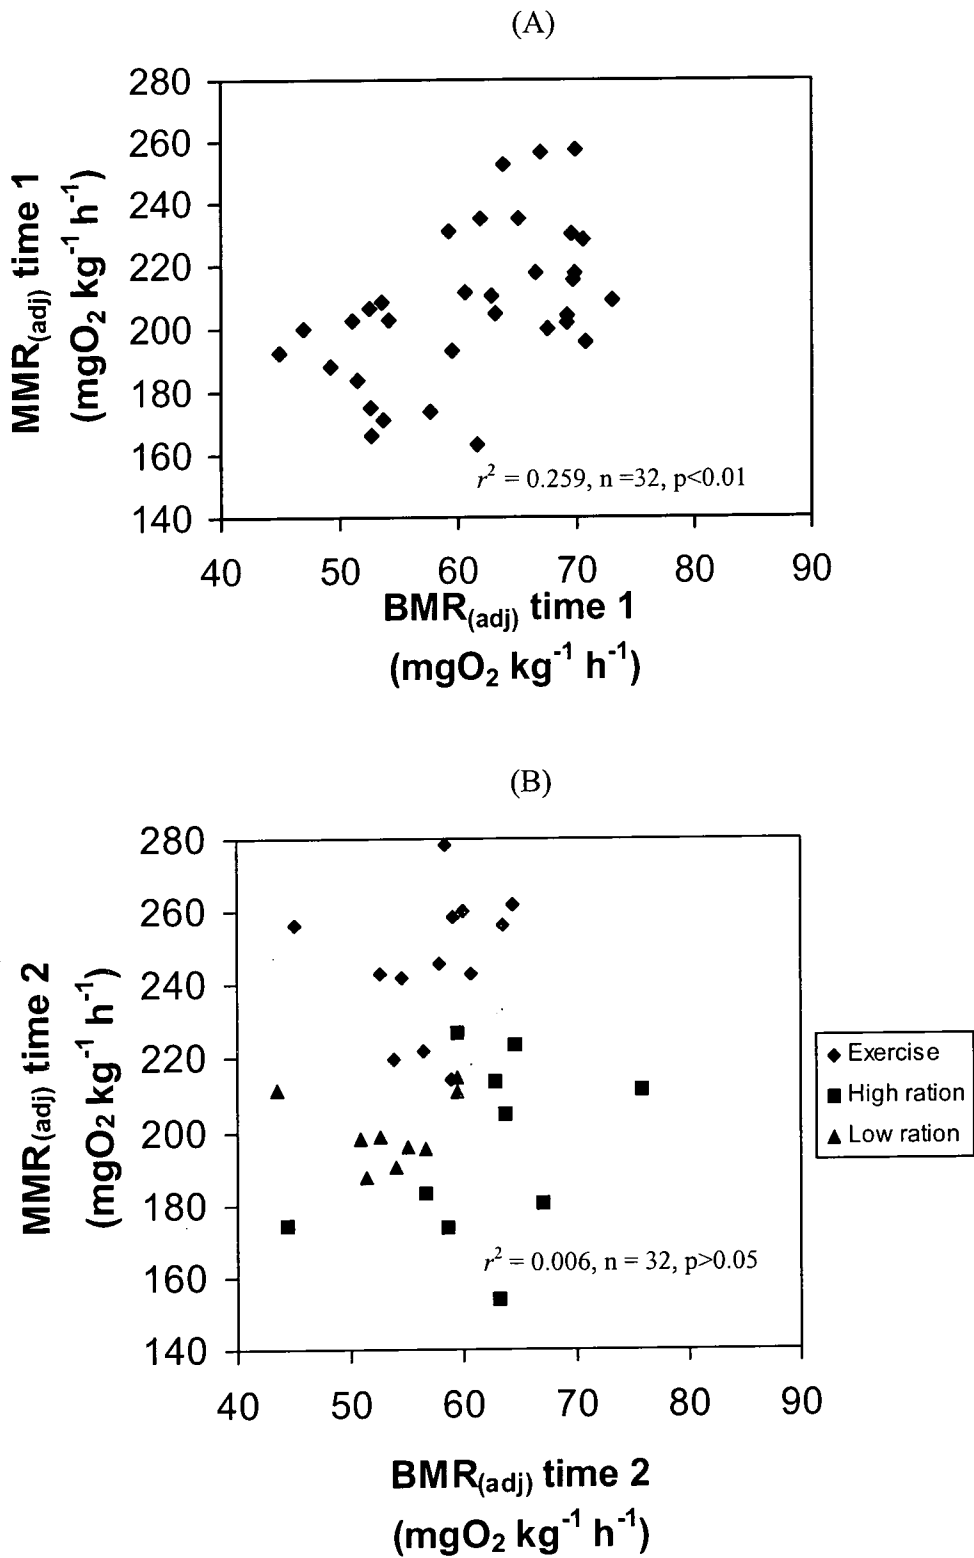 (A)
280
260
240
220
200
180
160
140
MMR(adj) time 1
(mgO₂ kg⁻¹ h⁻¹)
r² = 0.259, n =32, p<0.01
40 50 60 70 80 90
BMR(adj) time 1
(mgO₂ kg⁻¹ h⁻¹)
(B)
280
260
240
220
200
180
160
140
MMR(adj) time 2
(mgO₂ kg⁻¹ h⁻¹)
Exercise
High ration
Low ration
r² = 0.006, n = 32, p>0.05
40 50 60 70 80 90
BMR(adj) time 2
(mgO₂ kg⁻¹ h⁻¹)